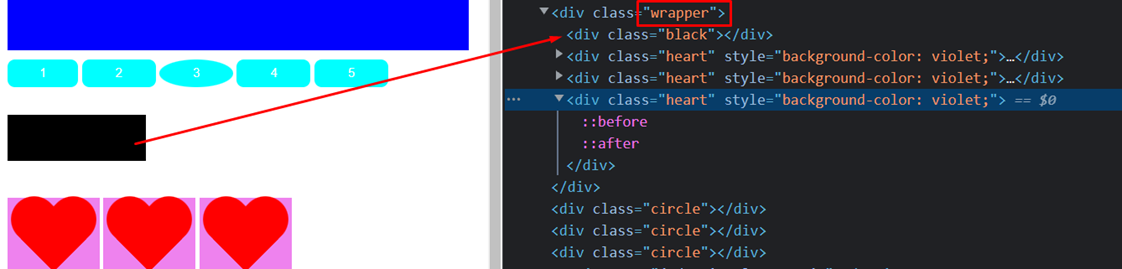 1 2 3 4 5
<div class="wrapper">
<div class="black"></div>
<div class="heart" style="background-color: violet;">…</div>
<div class="heart" style="background-color: violet;">…</div>
… <div class="heart" style="background-color: violet;"> == $0
::before
::after
</div>
</div>
<div class="circle"></div>
<div class="circle"></div>
<div class="circle"></div>